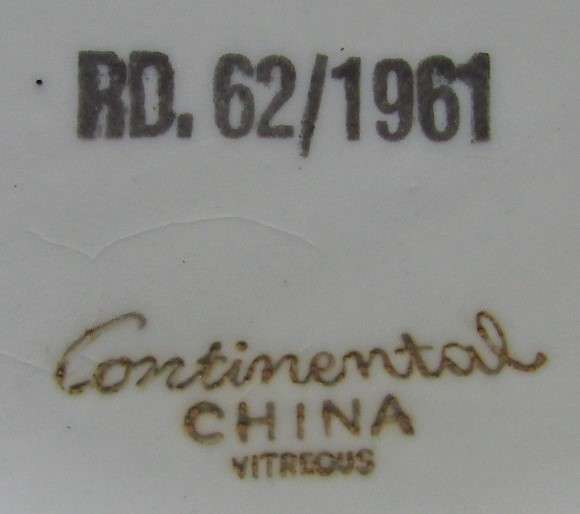 RD. 62/1961
Continental
CHINA
VITREOUS